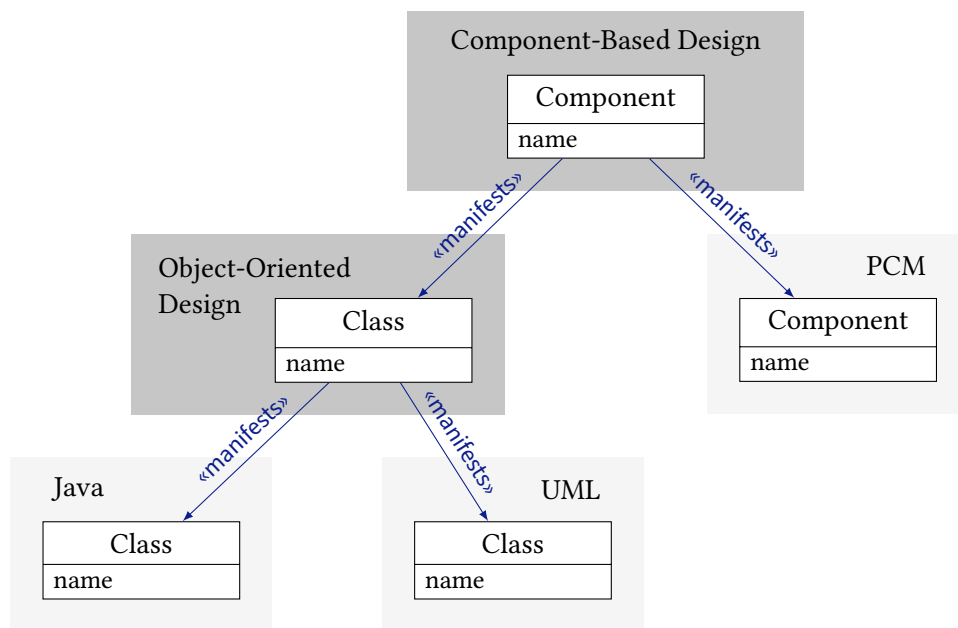 Component-Based Design
Component
name
«manifests»
«manifests»
Object-Oriented
Design
Class
name
PCM
Component
name
«manifests»
«manifests»
Java
Class
name
UML
Class
name